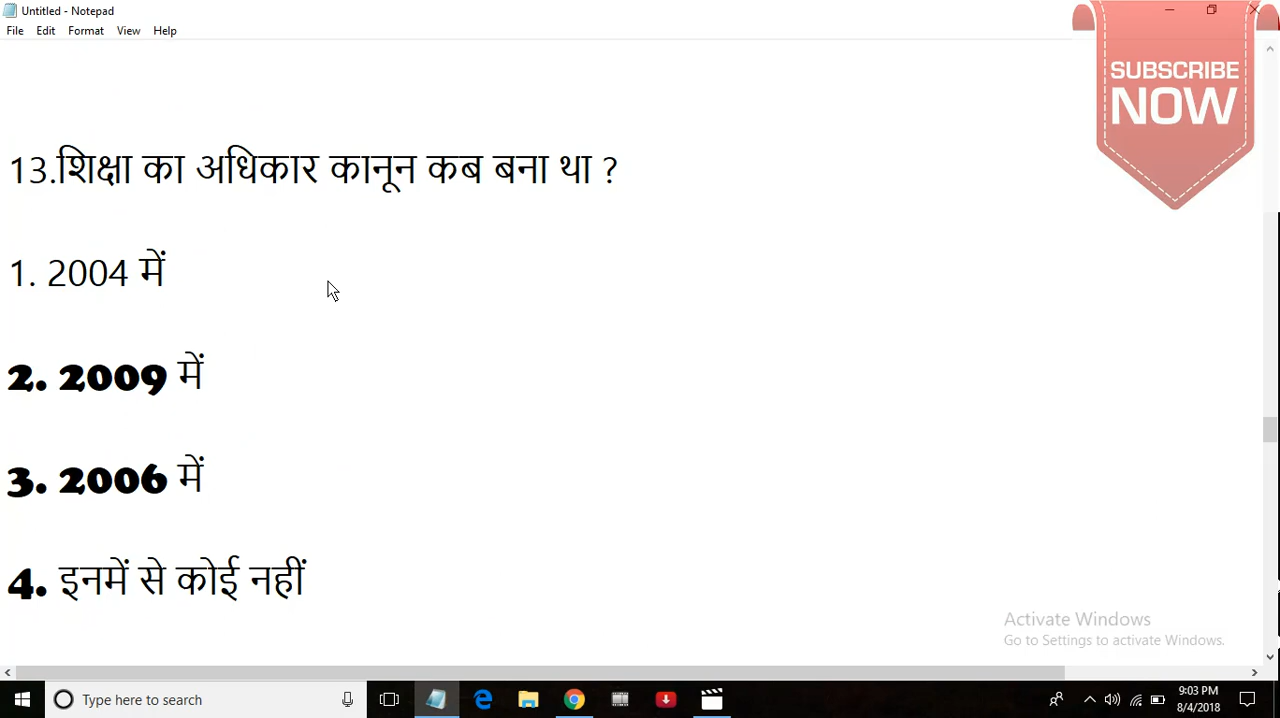 Untitled - Notepad
File Edit Format View Help
SUBSCRIBE
NOW
13.शिक्षा का अधिकार कानून कब बना था ?
1. 2004 में
2. 2009 में
3. 2006 में
4. इनमें से कोई नहीं
Activate Windows
Go to Settings to activate Windows.
Type here to search
9:03 PM
8/4/2018